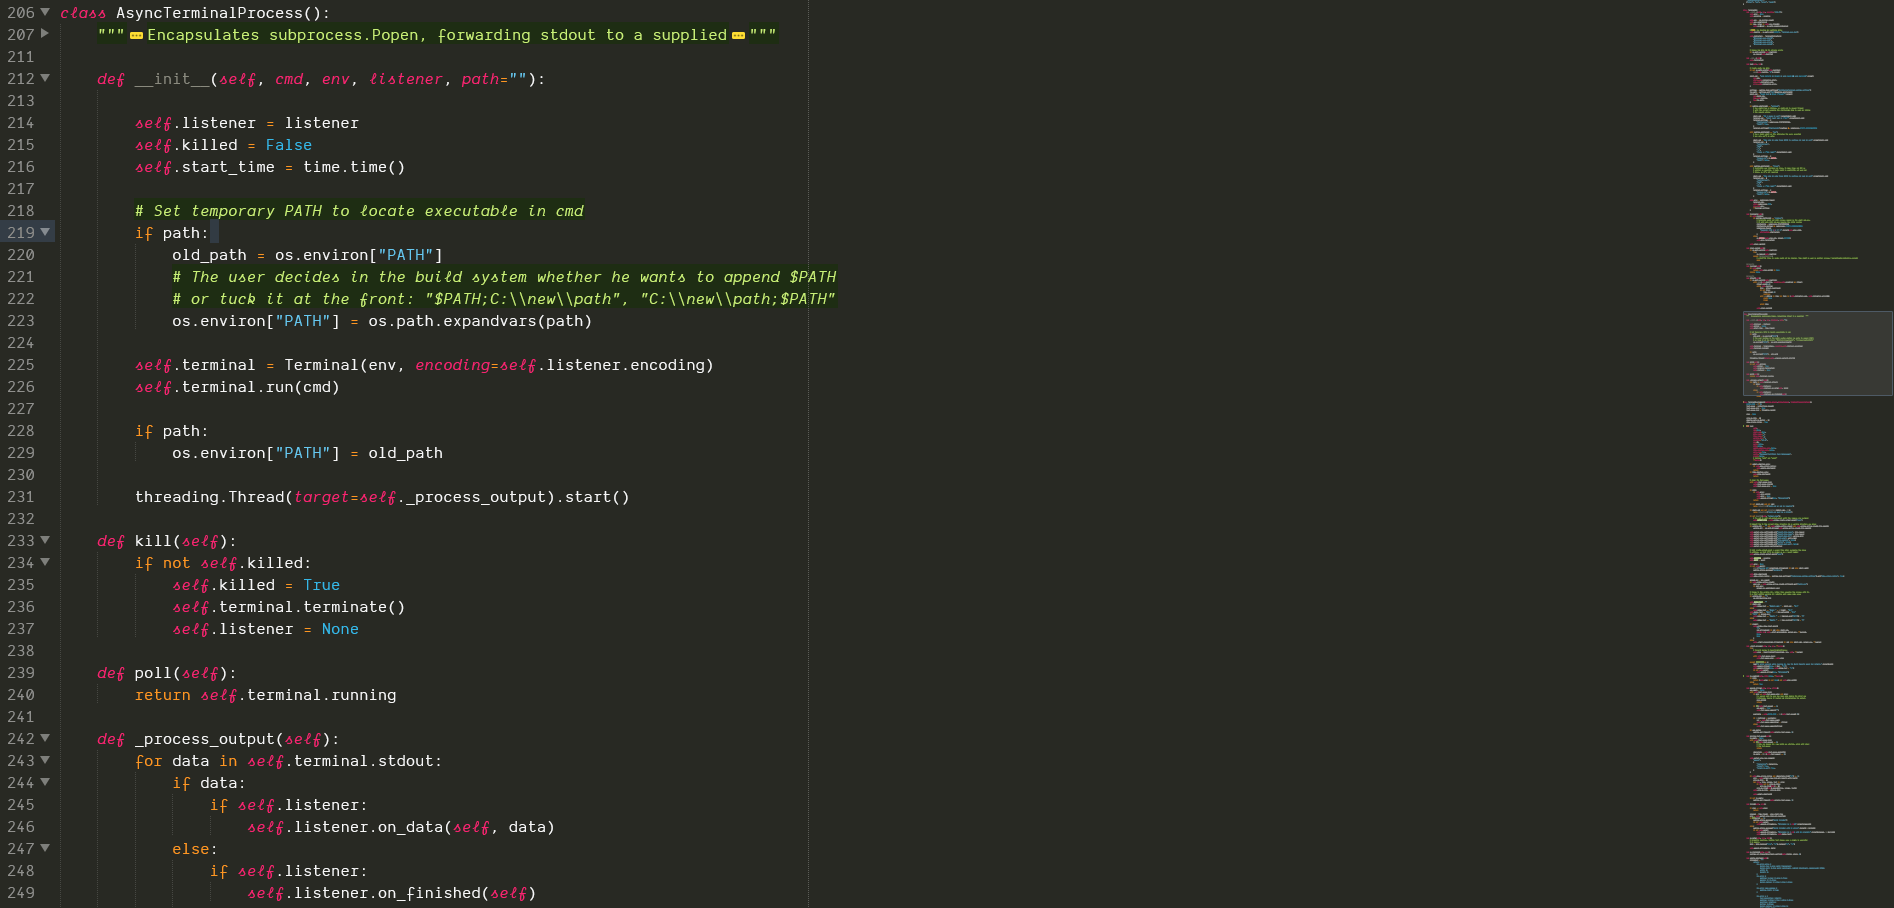 206 class AsyncTerminalProcess():
207 """ Encapsulates subprocess.Popen, forwarding stdout to a supplied """
211
212 def __init__(self, cmd, env, listener, path=""):
213
214 self.listener = listener
215 self.killed = False
216 self.start_time = time.time()
217
218 # Set temporary PATH to locate executable in cmd
219 if path:
220 old_path = os.environ["PATH"]
221 # The user decides in the build system whether he wants to append $PATH
222 # or tuck it at the front: "$PATH;C:\\new\\path", "C:\\new\\path;$PATH"
223 os.environ["PATH"] = os.path.expandvars(path)
224
225 self.terminal = Terminal(env, encoding=self.listener.encoding)
226 self.terminal.run(cmd)
227
228 if path:
229 os.environ["PATH"] = old_path
230
231 threading.Thread(target=self._process_output).start()
232
233 def kill(self):
234 if not self.killed:
235 self.killed = True
236 self.terminal.terminate()
237 self.listener = None
238
239 def poll(self):
240 return self.terminal.running
241
242 def _process_output(self):
243 for data in self.terminal.stdout:
244 if data:
245 if self.listener:
246 self.listener.on_data(self, data)
247 else:
248 if self.listener:
249 self.listener.on_finished(self)